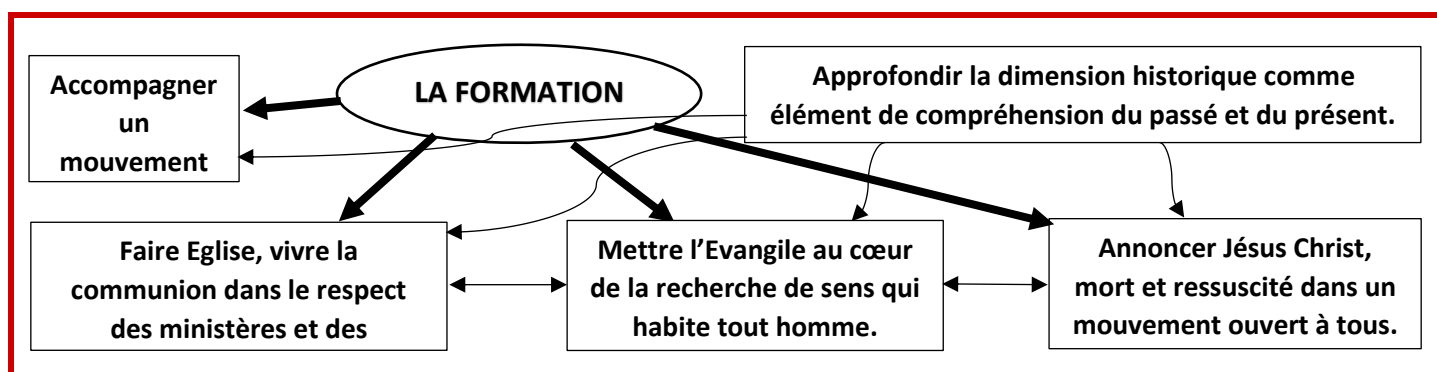 Accompagner
un
mouvement
LA FORMATION
Approfondir la dimension historique comme
élément de compréhension du passé et du présent.
Faire Eglise, vivre la
communion dans le respect
des ministères et des
Mettre l’Evangile au cœur
de la recherche de sens qui
habite tout homme.
Annoncer Jésus Christ,
mort et ressuscité dans un
mouvement ouvert à tous.